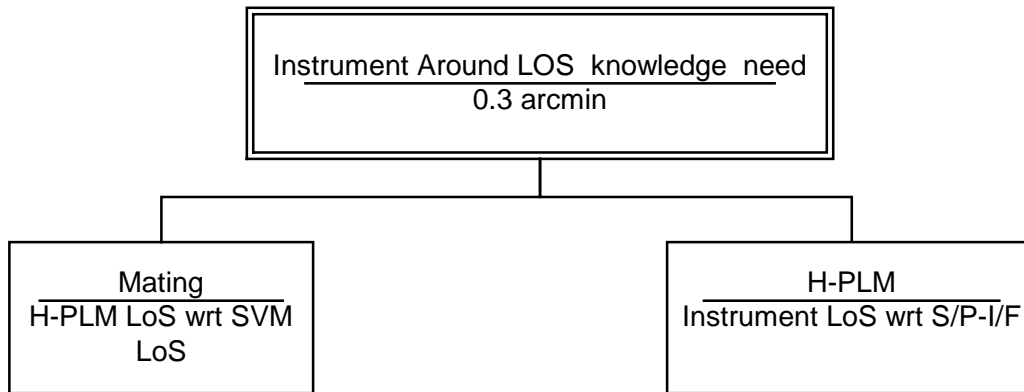 Instrument Around LOS knowledge need
0.3 arcmin
Mating
H-PLM LoS wrt SVM
LoS
H-PLM
Instrument LoS wrt S/P-I/F